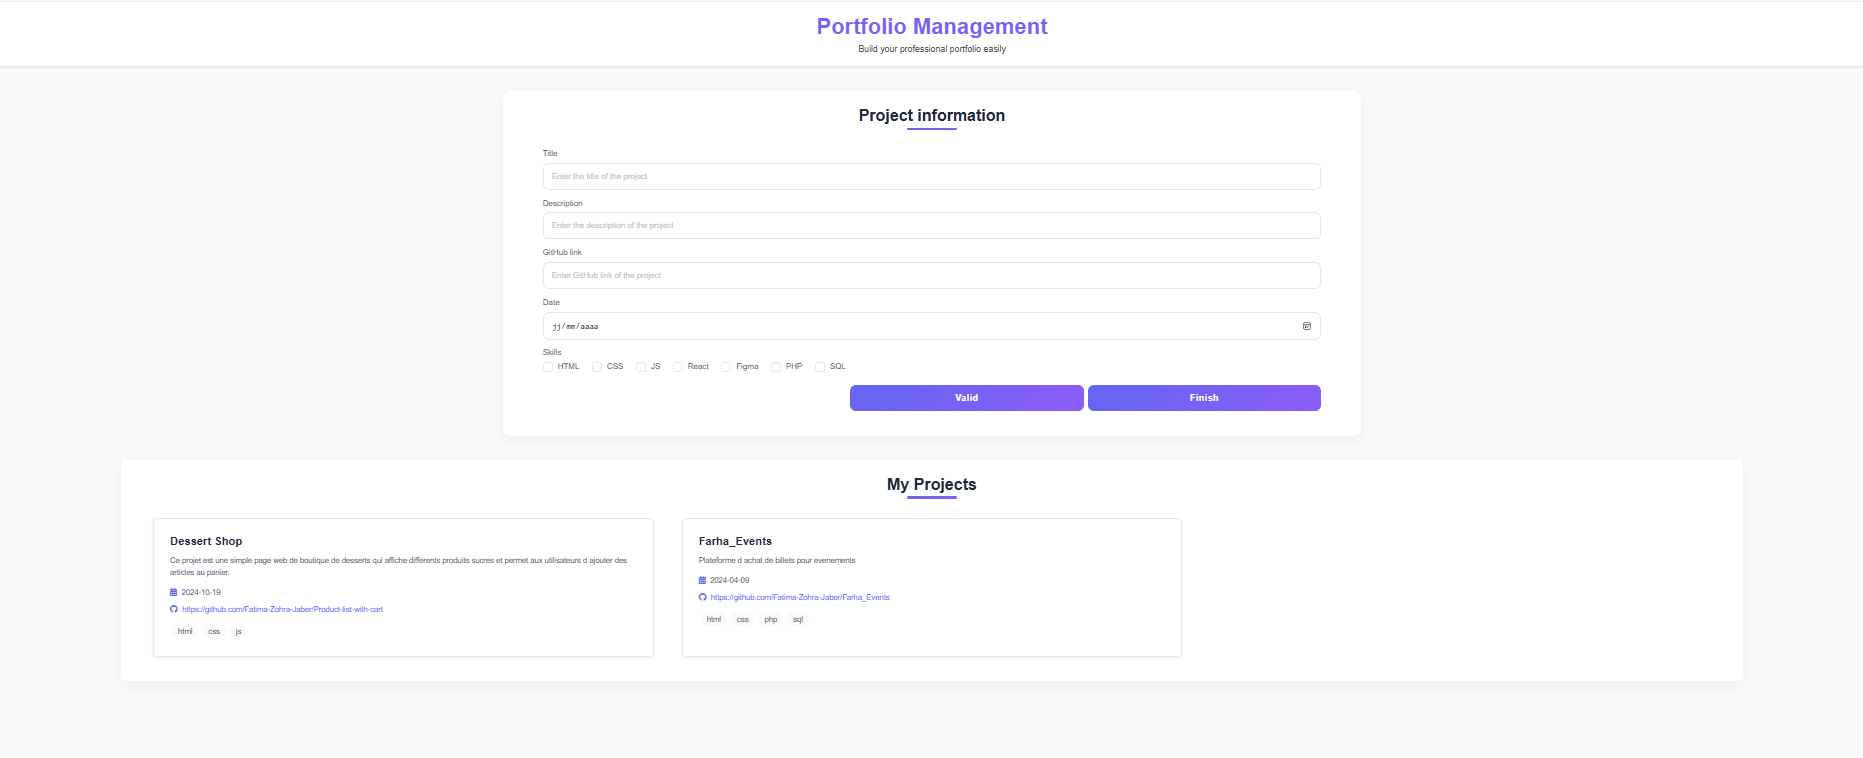 Portfolio Management
Build your professional portfolio easily
Project information
Title
Enter the title of the project
Description
Enter the description of the project
GitHub link
Enter GitHub link of the project
Date
jj/mm/aaaa
Skills
HTML CSS JS React Figma PHP SQL
Valid Finish
My Projects
Dessert Shop
Ce projet est une simple page web de boutique de desserts qui affiche differents produits sucres et permet aux utilisateurs d ajouter des
articles au panier.
2024-10-19
https://github.com/Fatima-Zohra-Jaber/Product-list-with-cart
html css js
Farha_Events
Plateforme d achat de billets pour evenements
2024-04-09
https://github.com/Fatima-Zohra-Jaber/Farha_Events
html css php sql